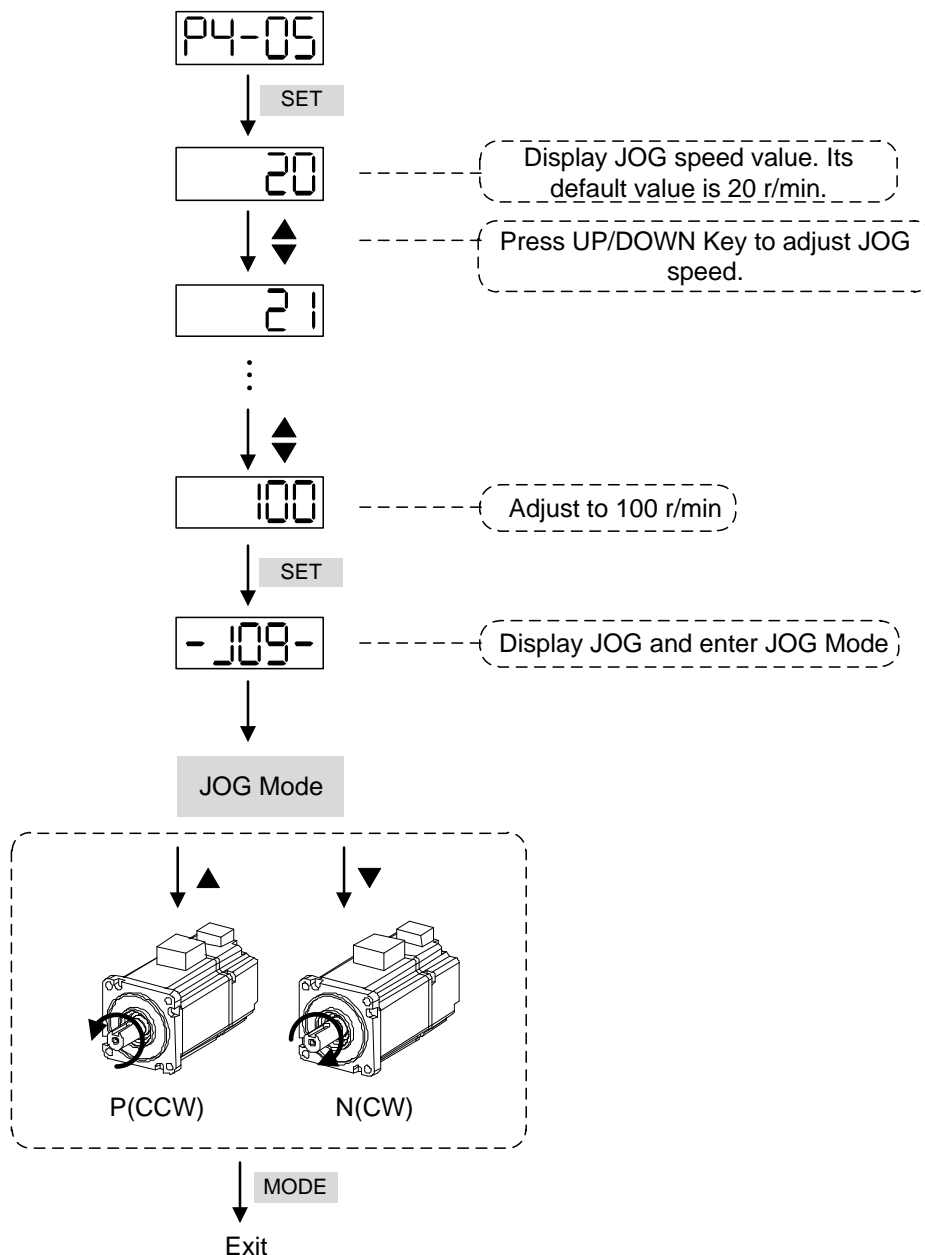 P4-05
SET
20
Display JOG speed value. Its
default value is 20 r/min.
Press UP/DOWN Key to adjust JOG
speed.
21
100
Adjust to 100 r/min
SET
-JOG-
Display JOG and enter JOG Mode
JOG Mode
P(CCW)
N(CW)
MODE
Exit